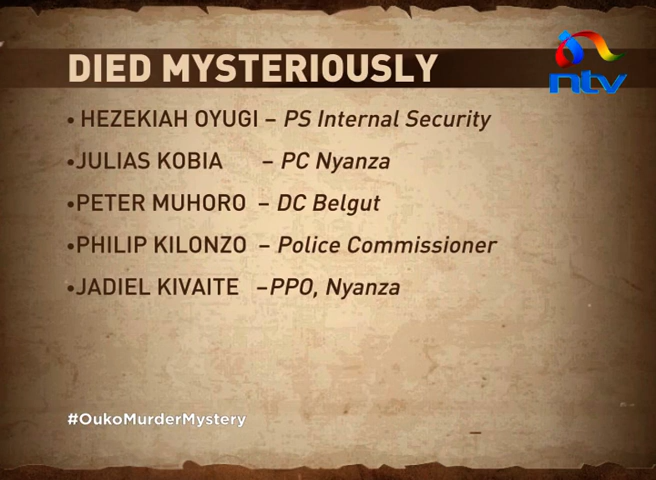 DIED MYSTERIOUSLY
ntv
• HEZEKIAH OYUGI – PS Internal Security
•JULIAS KOBIA – PC Nyanza
•PETER MUHORO – DC Belgut
•PHILIP KILONZO – Police Commissioner
•JADIEL KIVAITE –PPO, Nyanza
#OukoMurderMystery